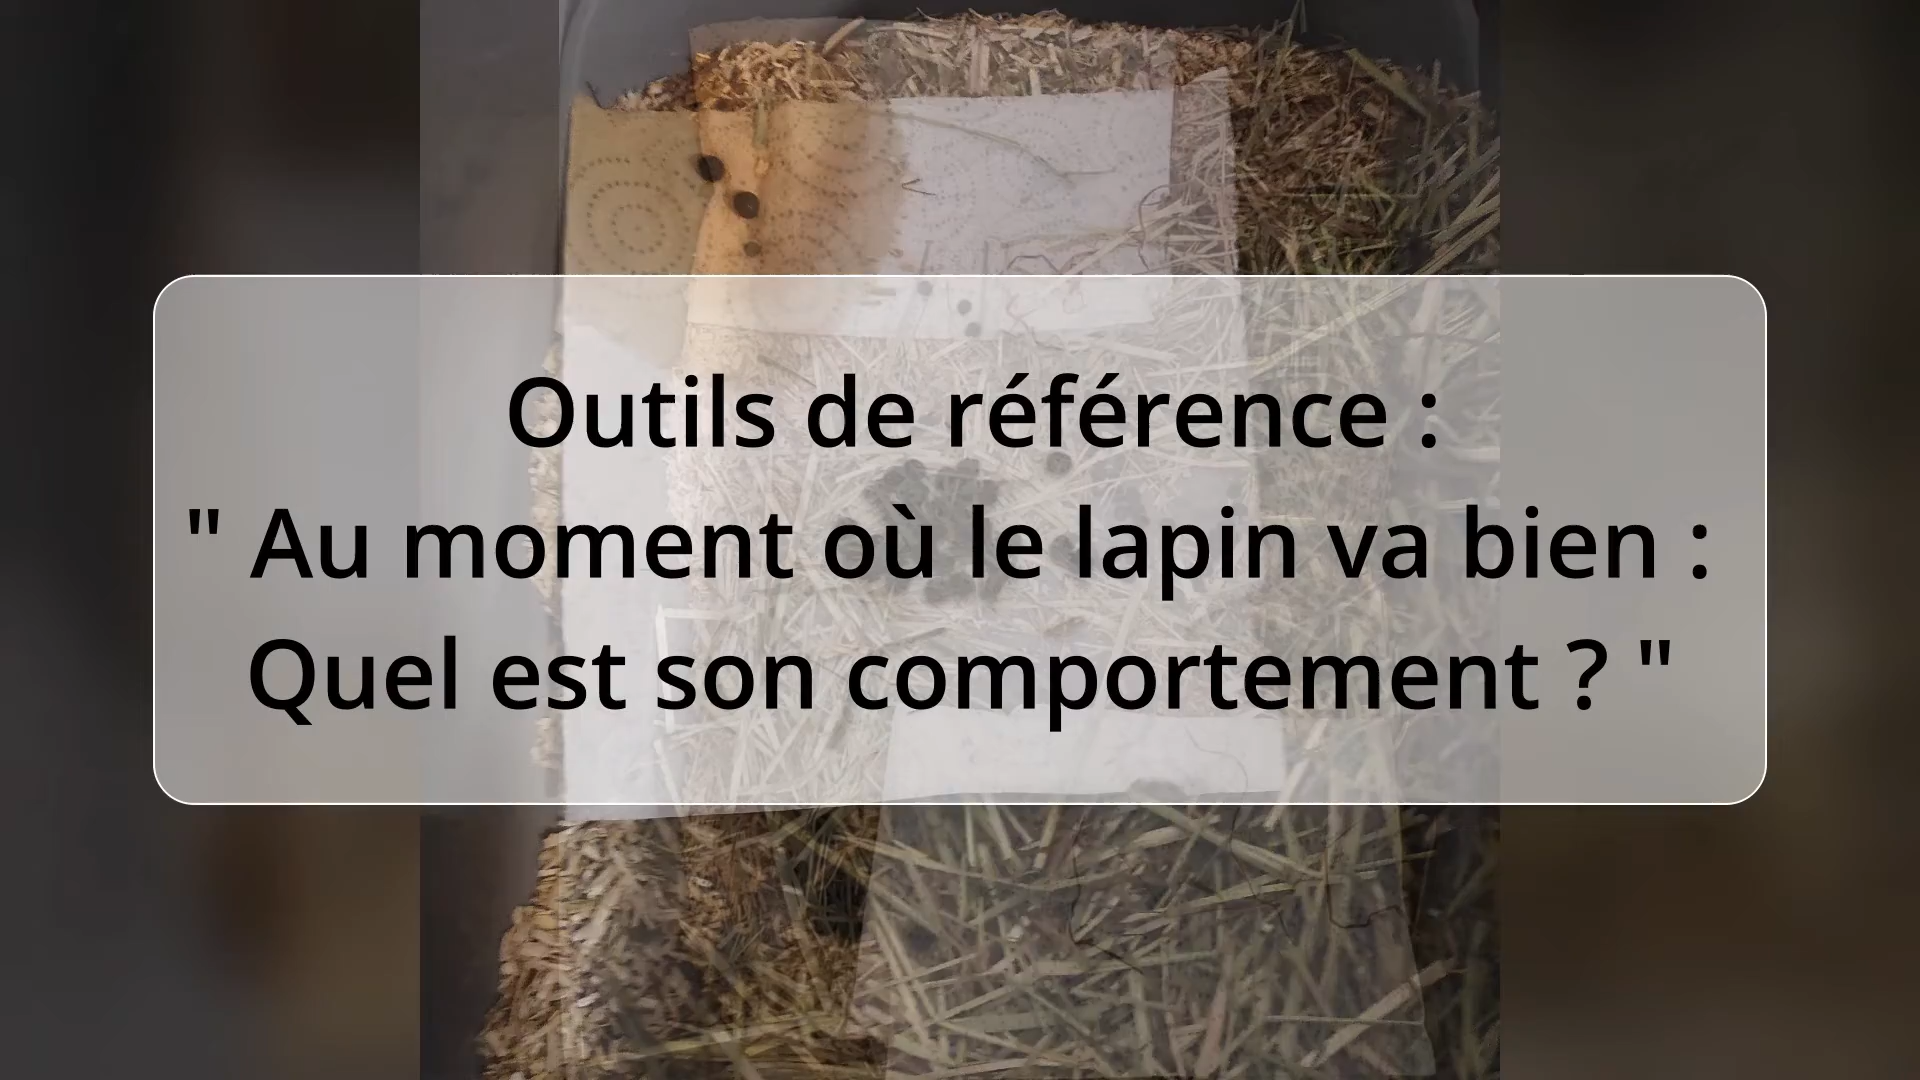 Outils de référence :
" Au moment où le lapin va bien :
Quel est son comportement ? "